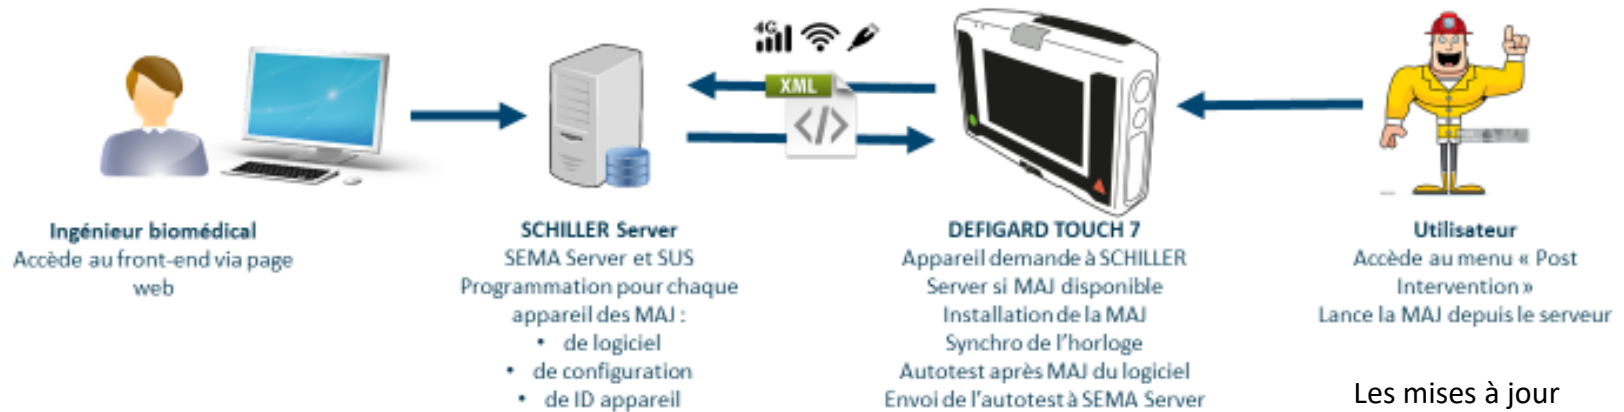 4G
XML
</>
Ingénieur biomédical
Accède au front-end via page
web
SCHILLER Server
SEMA Server et SUS
Programmation pour chaque
appareil des MAJ :
• de logiciel
• de configuration
• de ID appareil
DEFIGARD TOUCH 7
Appareil demande à SCHILLER
Server si MAJ disponible
Installation de la MAJ
Synchro de l'horloge
Autotest après MAJ du logiciel
Envoi de l'autotest à SEMA Server
Utilisateur
Accède au menu « Post
Intervention »
Lance la MAJ depuis le serveur
Les mises à jour